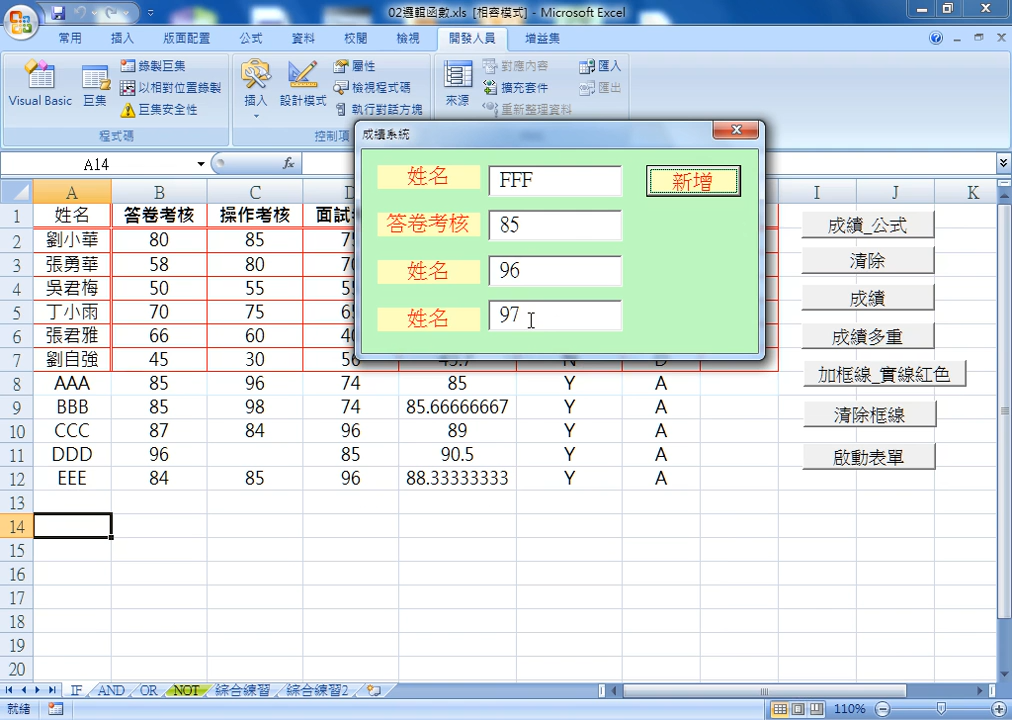 02邏輯函數.xls [相容模式] - Microsoft Excel
常用 插入 版面配置 公式 資料 校閱 檢視 開發人員 增益集
Visual Basic
巨集
錄製巨集
以相對位置錄製
巨集安全性
程式碼
插入
設計模式
屬性
檢視程式碼
執行對話方塊
控制項
來源
對應內容
擴充套件
重新整理資料
匯入
匯出
A14 fx
成績系統
姓名 FFF 新增
答卷考核 85
姓名 96
姓名 97
A B C D I J K
1 姓名 答卷考核 操作考核
2 劉小華 80 85
3 張勇華 58 80
4 吳君梅 50 55
5 丁小雨 70 75
6 張君雅 66 60
7 劉自強 45 30 56
8 AAA 85 96 74 85 Y A
9 BBB 85 98 74 85.66666667 Y A
10 CCC 87 84 96 89 Y A
11 DDD 96 85 90.5 Y A
12 EEE 84 85 96 88.33333333 Y A
13
14
15
16
17
18
19
20
成績_公式
清除
成績
成績多重
加框線_實線紅色
清除框線
啟動表單
IF AND OR NOT 綜合練習 綜合練習2
就緒 110%